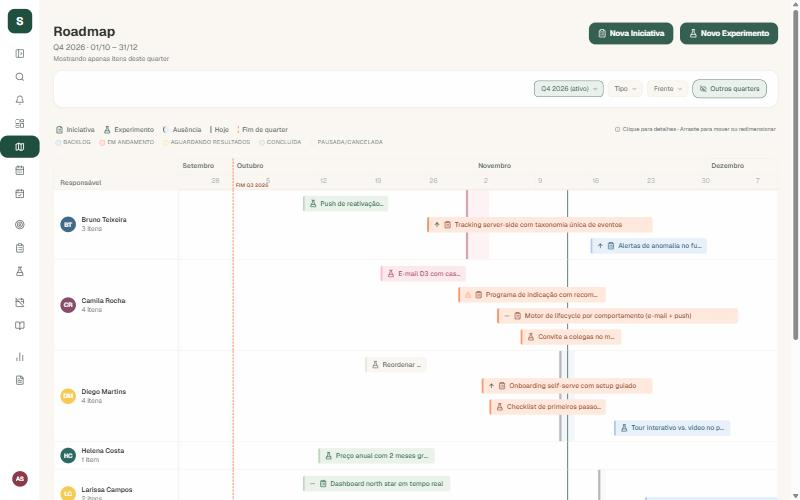 S
Roadmap
Q4 2026 · 01/10 – 31/12
Mostrando apenas itens deste quarter
Nova Iniciativa
Novo Experimento
Q4 2026 (ativo)
Tipo
Frente
Outros quarters
Iniciativa
Experimento
Ausência
Hoje
Fim de quarter
Clique para detalhes · Arraste para mover ou redimensionar
BACKLOG
EM ANDAMENTO
AGUARDANDO RESULTADOS
CONCLUÍDA
PAUSADA/CANCELADA
Responsável
Setembro
Outubro
Novembro
Dezembro
28
5
12
19
26
2
9
16
23
30
7
FIM Q3 2026
BT
Bruno Teixeira
3 itens
Push de reativação...
Tracking server-side com taxonomia única de eventos
Alertas de anomalia no fu...
CR
Camila Rocha
4 itens
E-mail D3 com cas...
Programa de indicação com recom...
Motor de lifecycle por comportamento (e-mail + push)
Convite a colegas no m...
DM
Diego Martins
4 itens
Reordenar ...
Onboarding self-serve com setup guiado
Checklist de primeiros passo...
Tour interativo vs. vídeo no p...
HC
Helena Costa
1 item
Preço anual com 2 meses gr...
LC
Larissa Campos
2 itens
Dashboard north star em tempo real
AS